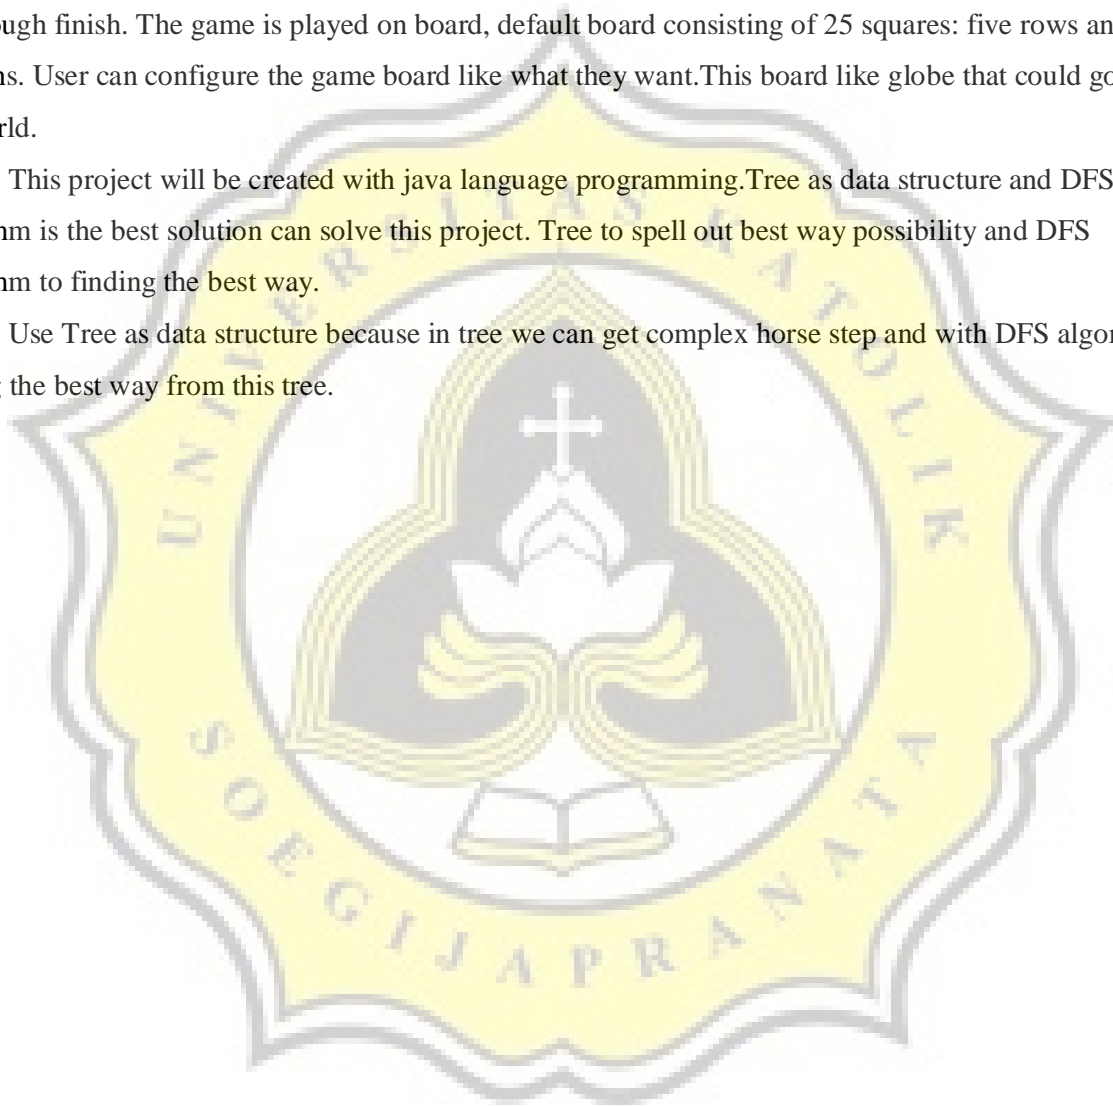 ough finish. The game is played on board, default board consisting of 25 squares: five rows an
ns. User can configure the game board like what they want.This board like globe that could go
rld.
This project will be created with java language programming.Tree as data structure and DFS
hm is the best solution can solve this project. Tree to spell out best way possibility and DFS
hm to finding the best way.
Use Tree as data structure because in tree we can get complex horse step and with DFS algor
g the best way from this tree.
UNIVERSITAS KATOLIK
SOEGIJAPRANATA